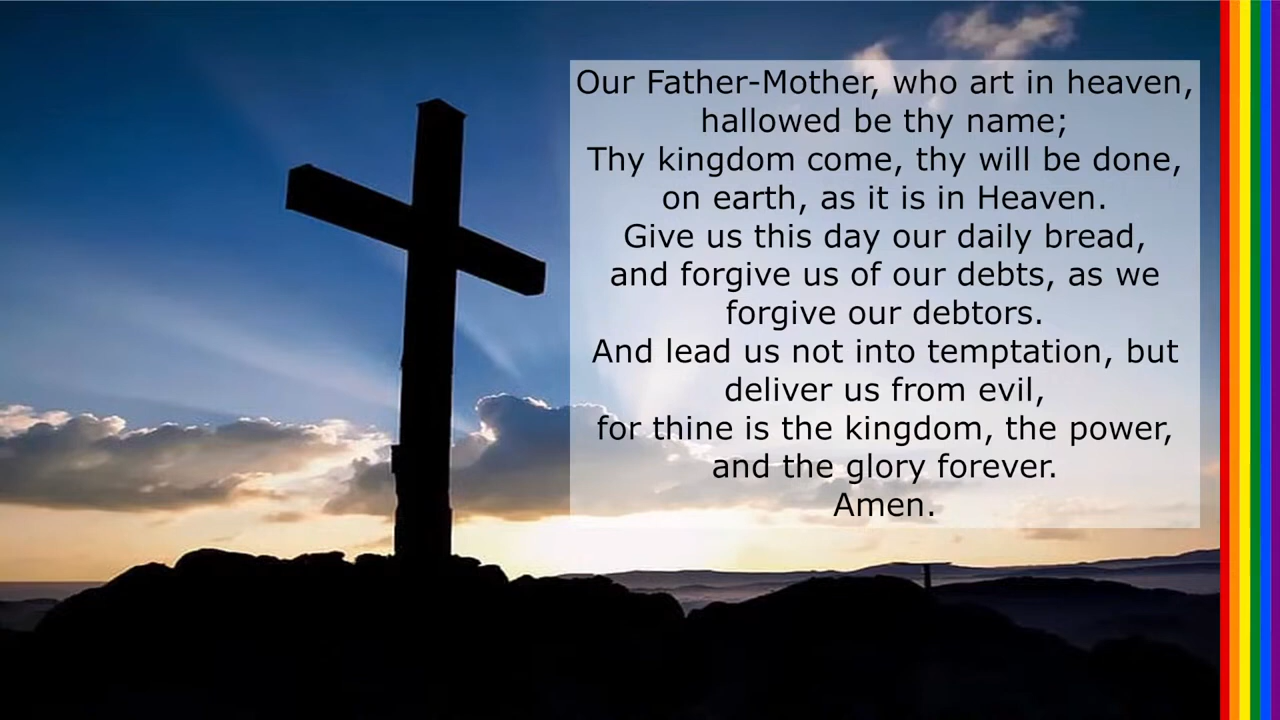 Our Father-Mother, who art in heaven,
hallowed be thy name;
Thy kingdom come, thy will be done,
on earth, as it is in Heaven.
Give us this day our daily bread,
and forgive us of our debts, as we
forgive our debtors.
And lead us not into temptation, but
deliver us from evil,
for thine is the kingdom, the power,
and the glory forever.
Amen.